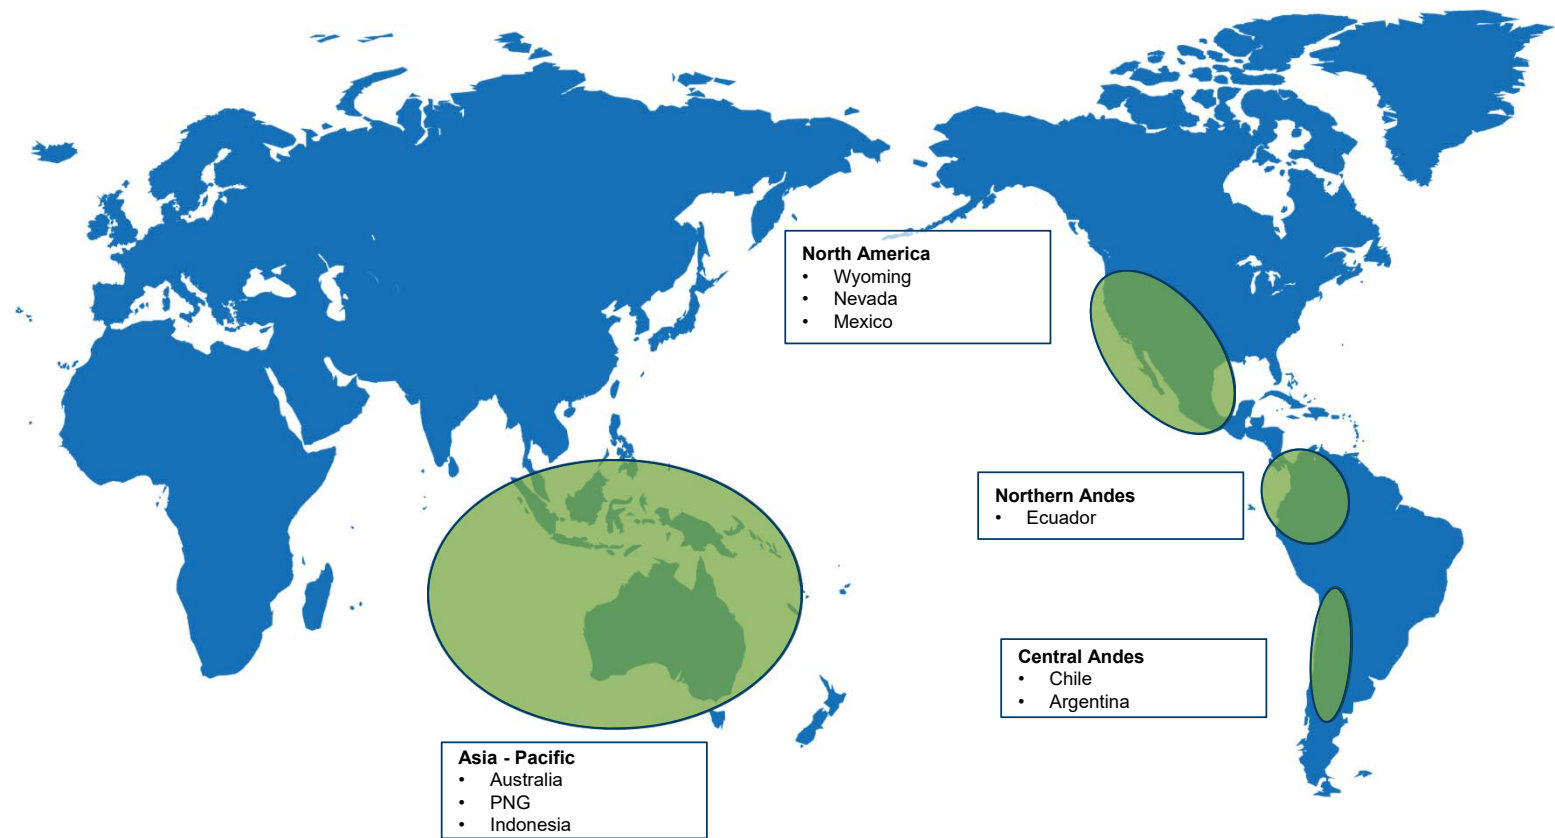 North America
• Wyoming
• Nevada
• Mexico
Northern Andes
• Ecuador
Central Andes
• Chile
• Argentina
Asia - Pacific
• Australia
• PNG
• Indonesia